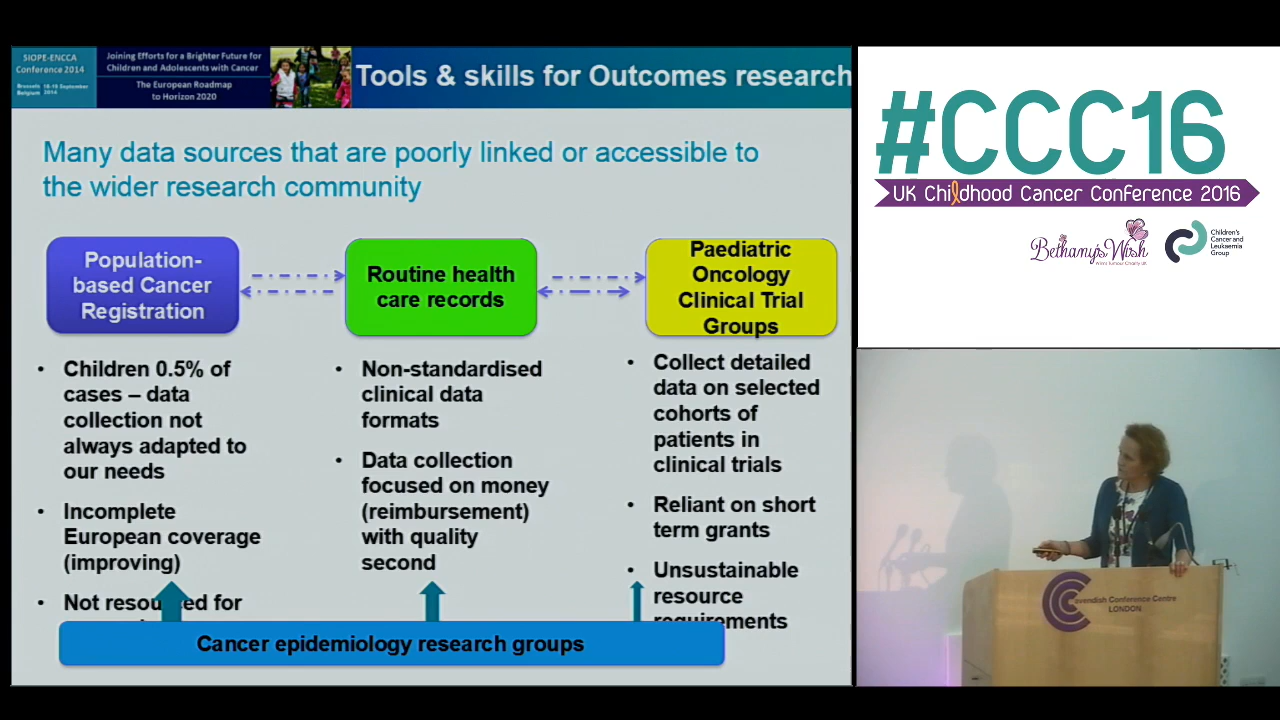 SIOPE-ENCCA
Conference 2014
Brussels 18-19 September
Belgium 2014
Joining Efforts for a Brighter Future for
Children and Adolescents with Cancer
The European Roadmap
to Horizon 2020
Tools & skills for Outcomes research
Many data sources that are poorly linked or accessible to
the wider research community
Population-
based Cancer
Registration
Routine health
care records
Paediatric
Oncology
Clinical Trial
Groups
• Children 0.5% of
cases – data
collection not
always adapted to
our needs
• Incomplete
European coverage
(improving)
• Not resourced for
• Non-standardised
clinical data
formats
• Data collection
focused on money
(reimbursement)
with quality
second
• Collect detailed
data on selected
cohorts of
patients in
clinical trials
• Reliant on short
term grants
• Unsustainable
resource
requirements
Cancer epidemiology research groups
#CCC16
UK Childhood Cancer Conference 2016
Bethany's Wish
Children's
Cancer and
Leukaemia
Group
Cavendish Conference Centre
LONDON